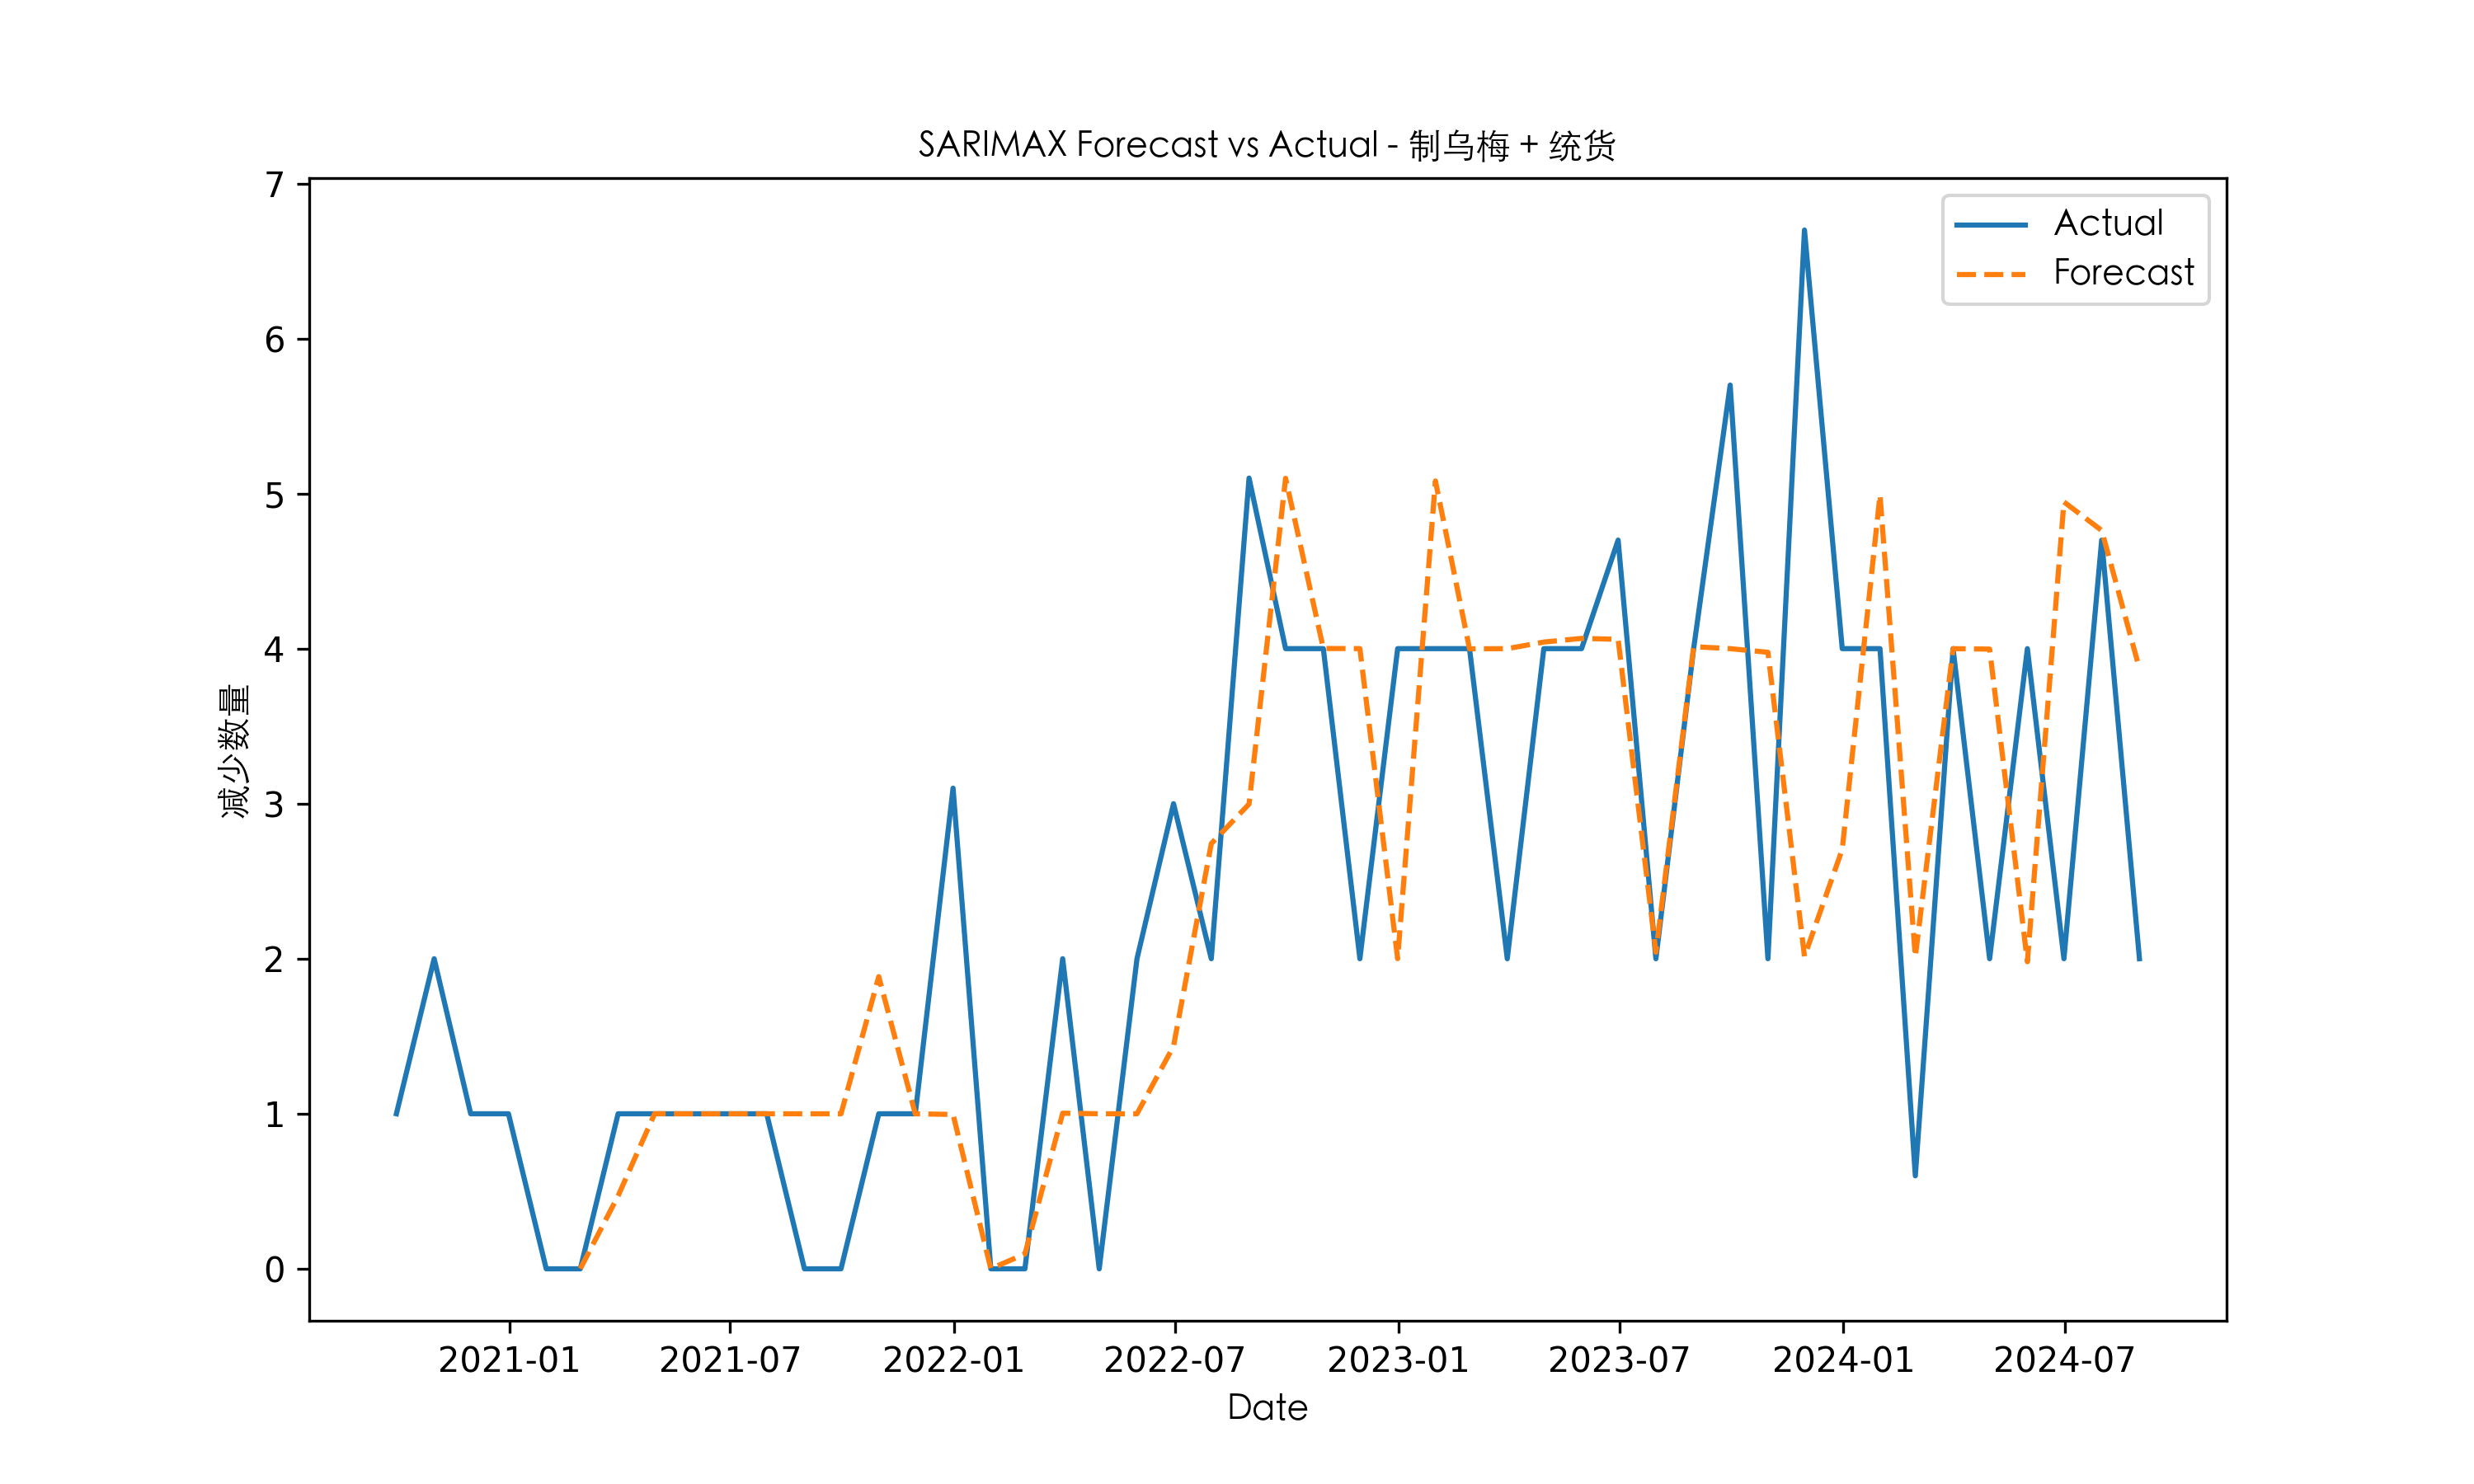 SARIMAX Forecast vs Actual - 制乌梅 + 统货
Actual
Forecast
7
6
5
4
3
2
1
0
减少数量
2021-01 2021-07 2022-01 2022-07 2023-01 2023-07 2024-01 2024-07
Date